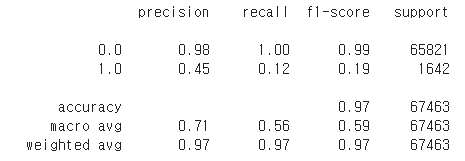 precision recall f1-score support
0.0 0.98 1.00 0.99 65821
1.0 0.45 0.12 0.19 1642
accuracy 0.97 67463
macro avg 0.71 0.56 0.59 67463
weighted avg 0.97 0.97 0.97 67463